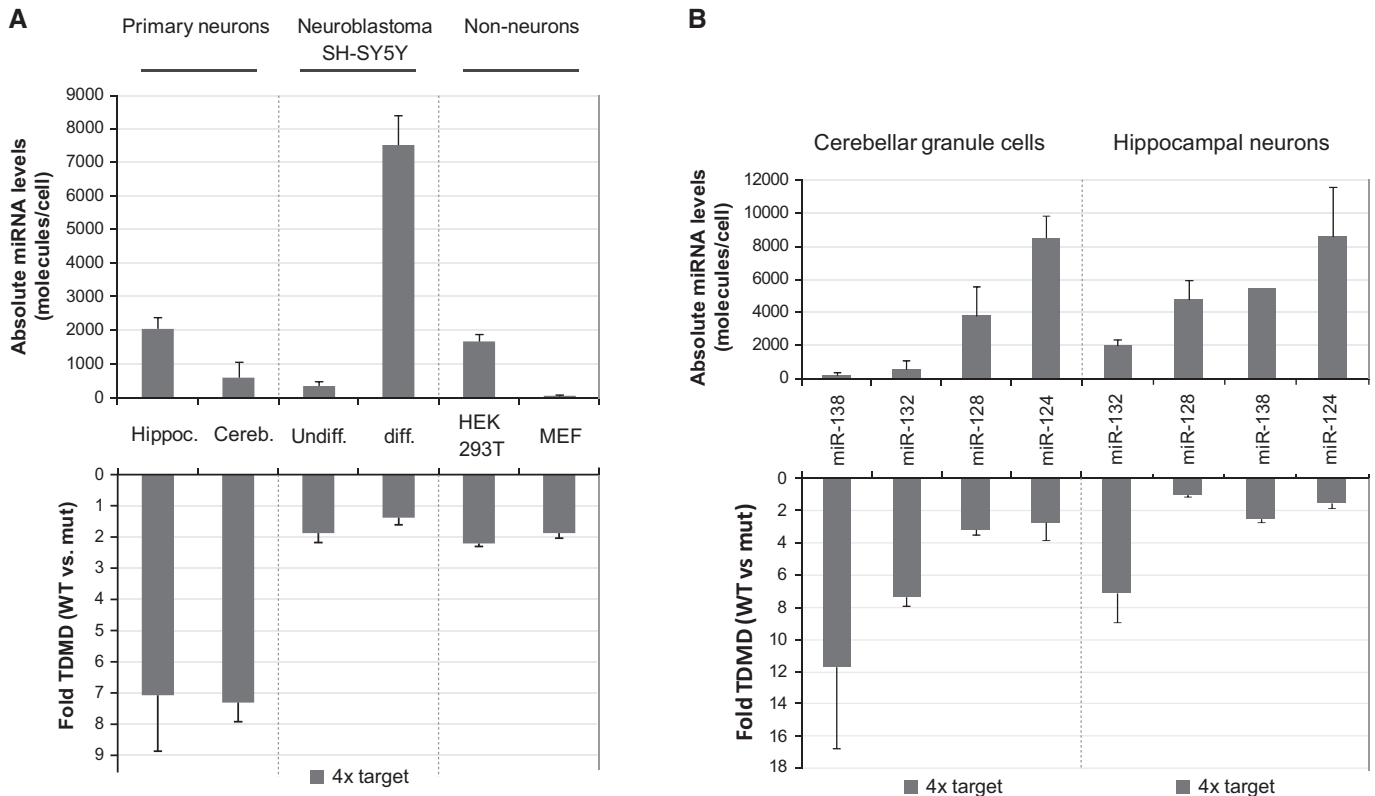 A
Primary neurons
Neuroblastoma
SH-SY5Y
Non-neurons
Absolute miRNA levels
(molecules/cell)
9000
8000
7000
6000
5000
4000
3000
2000
1000
0
Hippoc.
Cereb.
Undiff.
diff.
HEK
293T
MEF
Fold TDMD (WT vs. mut)
0
1
2
3
4
5
6
7
8
9
4x target
B
Cerebellar granule cells
Hippocampal neurons
Absolute miRNA levels
(molecules/cell)
12000
10000
8000
6000
4000
2000
0
miR-138
miR-132
miR-128
miR-124
miR-132
miR-128
miR-138
miR-124
Fold TDMD (WT vs mut)
0
2
4
6
8
10
12
14
16
18
4x target
4x target